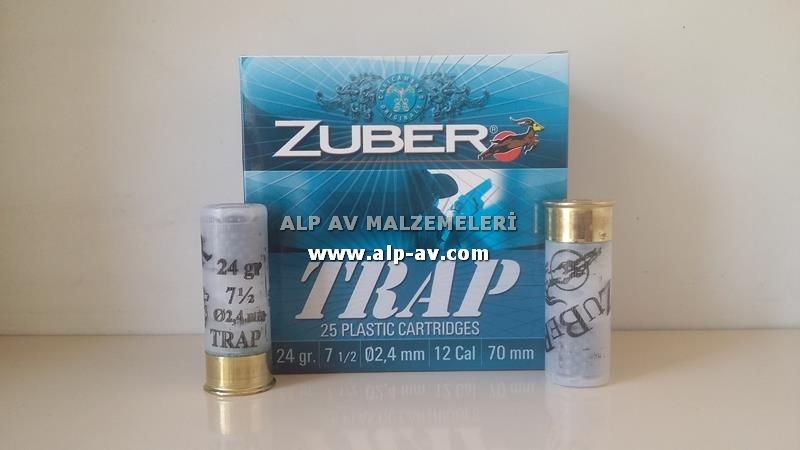 ZUBER®
ALP AV MALZEMELERİ
www.alp-av.com
TRAP
25 PLASTIC CARTRIDGES
24 gr. 7 1/2 Ø2,4 mm 12 Cal 70 mm
24 gr
7½
Ø2,4 mm
TRAP
ZUBER